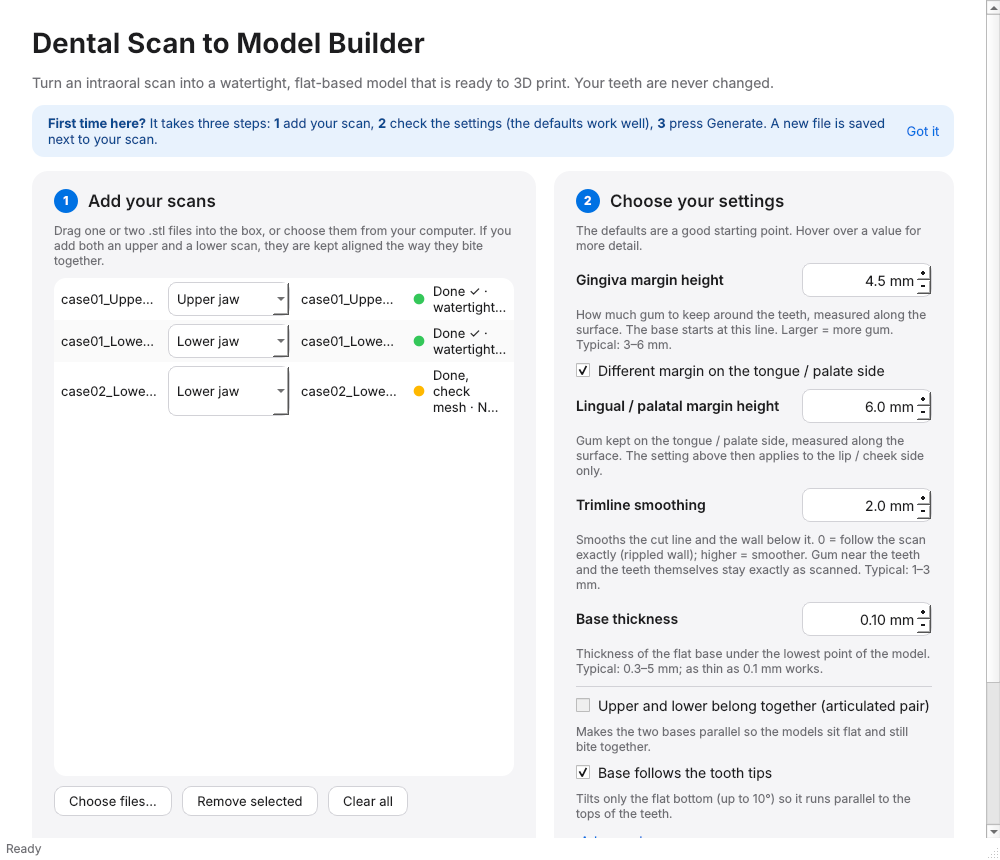 Dental Scan to Model Builder
Turn an intraoral scan into a watertight, flat-based model that is ready to 3D print. Your teeth are never changed.
First time here? It takes three steps: 1 add your scan, 2 check the settings (the defaults work well), 3 press Generate. A new file is saved
next to your scan.
Got it
1 Add your scans
Drag one or two .stl files into the box, or choose them from your computer. If you
add both an upper and a lower scan, they are kept aligned the way they bite
together.
case01_Uppe... Upper jaw case01_Uppe... Done ✓ ·
watertight...
case01_Lowe... Lower jaw case01_Lowe... Done ✓ ·
watertight...
case02_Lowe... Lower jaw case02_Lowe... Done,
check
mesh · N...
Choose files... Remove selected Clear all
2 Choose your settings
The defaults are a good starting point. Hover over a value for
more detail.
Gingiva margin height 4.5 mm
How much gum to keep around the teeth, measured along the
surface. The base starts at this line. Larger = more gum.
Typical: 3–6 mm.
Different margin on the tongue / palate side
Lingual / palatal margin height 6.0 mm
Gum kept on the tongue / palate side, measured along the
surface. The setting above then applies to the lip / cheek side
only.
Trimline smoothing 2.0 mm
Smooths the cut line and the wall below it. 0 = follow the scan
exactly (rippled wall); higher = smoother. Gum near the teeth
and the teeth themselves stay exactly as scanned. Typical: 1–3
mm.
Base thickness 0.10 mm
Thickness of the flat base under the lowest point of the model.
Typical: 0.3–5 mm; as thin as 0.1 mm works.
Upper and lower belong together (articulated pair)
Makes the two bases parallel so the models sit flat and still
bite together.
Base follows the tooth tips
Tilts only the flat bottom (up to 10°) so it runs parallel to the
tops of the teeth.
Ready